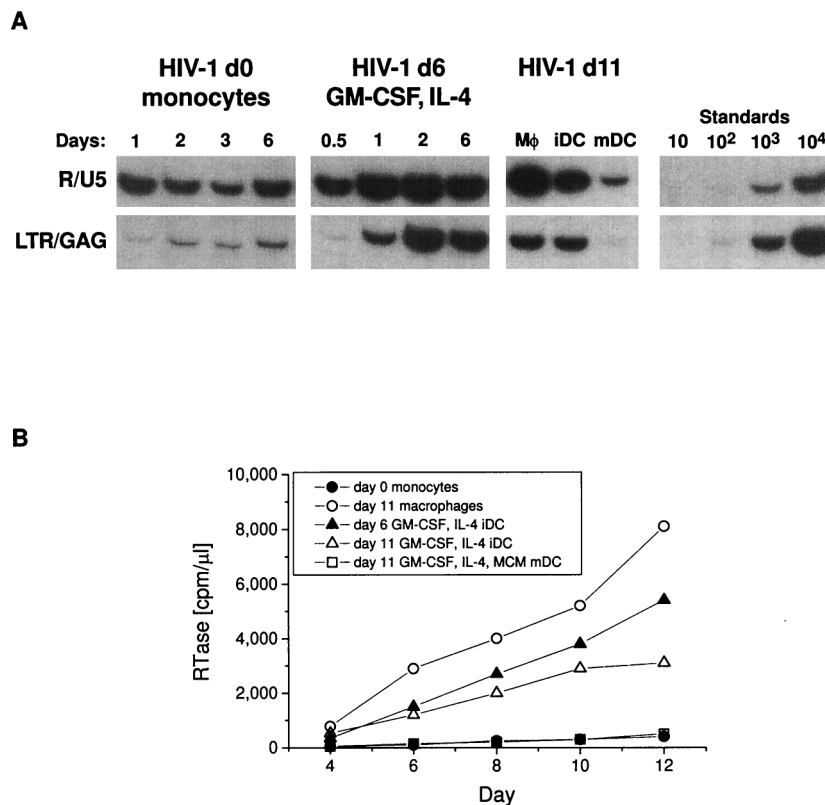 A
HIV-1 d0
monocytes
HIV-1 d6
GM-CSF, IL-4
HIV-1 d11
Standards
Days: 1 2 3 6 0.5 1 2 6 Mϕ iDC mDC 10 10² 10³ 10⁴
R/U5
LTR/GAG
B
10,000
8,000
6,000
4,000
2,000
0
RTase [cpm/µl]
day 0 monocytes
day 11 macrophages
day 6 GM-CSF, IL-4 iDC
day 11 GM-CSF, IL-4 iDC
day 11 GM-CSF, IL-4, MCM mDC
4 6 8 10 12
Day